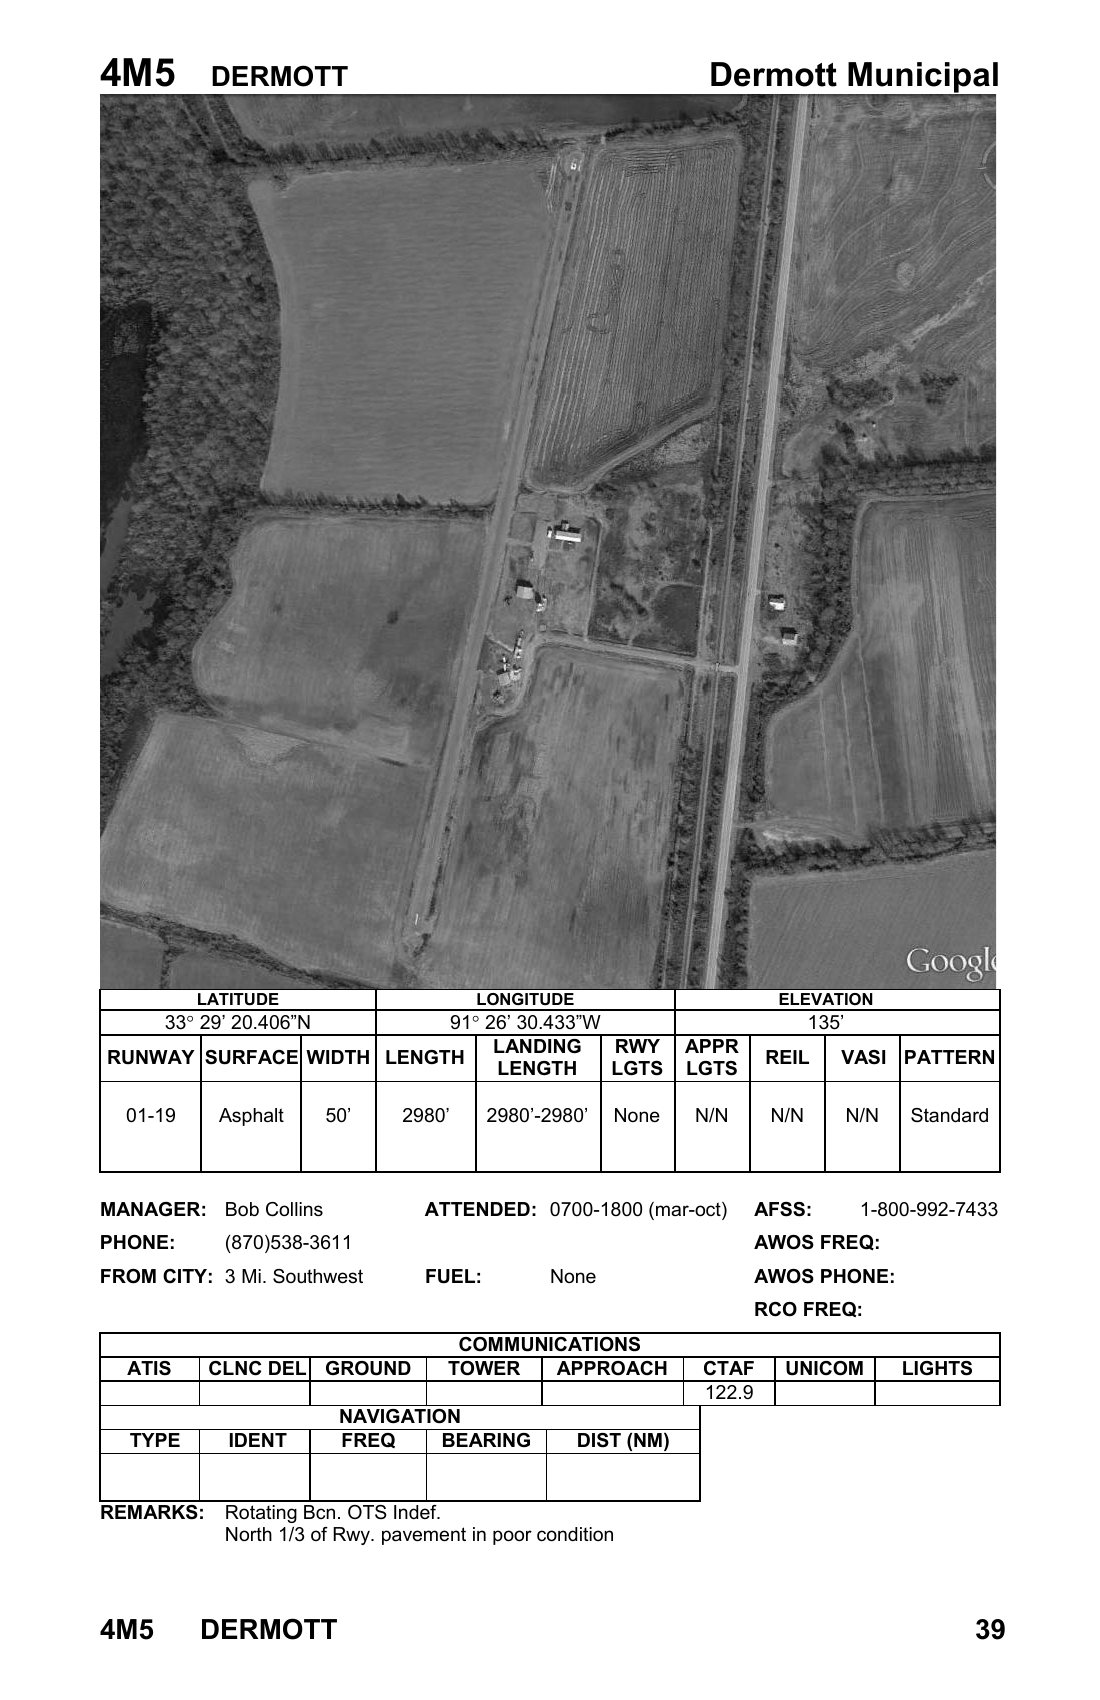 4M5 DERMOTT Dermott Municipal
Google
LATITUDE LONGITUDE ELEVATION
33° 29’ 20.406”N 91° 26’ 30.433”W 135’
RUNWAY SURFACE WIDTH LENGTH LANDING LENGTH RWY LGTS APPR LGTS REIL VASI PATTERN
01-19 Asphalt 50’ 2980’ 2980’-2980’ None N/N N/N N/N Standard
MANAGER: Bob Collins ATTENDED: 0700-1800 (mar-oct) AFSS: 1-800-992-7433
PHONE: (870)538-3611 AWOS FREQ:
FROM CITY: 3 Mi. Southwest FUEL: None AWOS PHONE:
RCO FREQ:
COMMUNICATIONS
ATIS CLNC DEL GROUND TOWER APPROACH CTAF UNICOM LIGHTS
122.9
NAVIGATION
TYPE IDENT FREQ BEARING DIST (NM)
REMARKS: Rotating Bcn. OTS Indef.
North 1/3 of Rwy. pavement in poor condition
4M5 DERMOTT 39